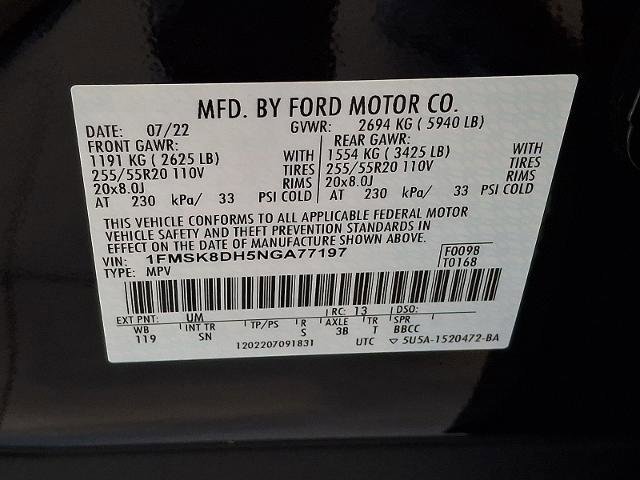 MFD. BY FORD MOTOR CO.
DATE: 07/22 GVWR: 2694 KG ( 5940 LB)
FRONT GAWR: REAR GAWR:
1191 KG ( 2625 LB) WITH 1554 KG ( 3425 LB) WITH
255/55R20 110V TIRES 255/55R20 110V TIRES
20x8.0J RIMS 20x8.0J RIMS
AT 230 kPa/ 33 PSI COLD AT 230 kPa/ 33 PSI COLD
THIS VEHICLE CONFORMS TO ALL APPLICABLE FEDERAL MOTOR
VEHICLE SAFETY AND THEFT PREVENTION STANDARDS IN
EFFECT ON THE DATE OF MANUFACTURE SHOWN ABOVE.
VIN: 1FMSK8DH5NGA77197 F0098
TYPE: MPV T0168
EXT PNT: UM RC: 13 DSO:
WB INT TR TP/PS R AXLE TR SPR
119 SN S 3B T BBCC
1202207091831 UTC ▽ 5U5A-1520472-BA